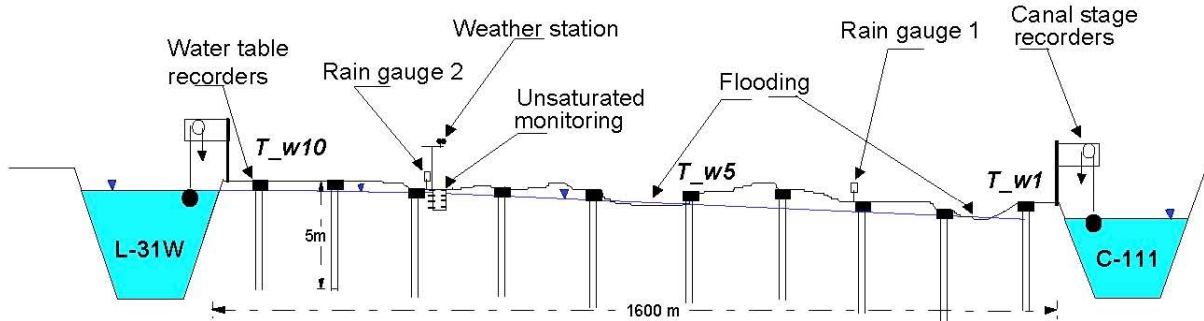 Weather station
Canal stage
recorders
Water table
recorders
Rain gauge 2
Rain gauge 1
Flooding
Unsaturated
monitoring
T_w10
T_w5
T_w1
5m
L-31W
C-111
1600 m